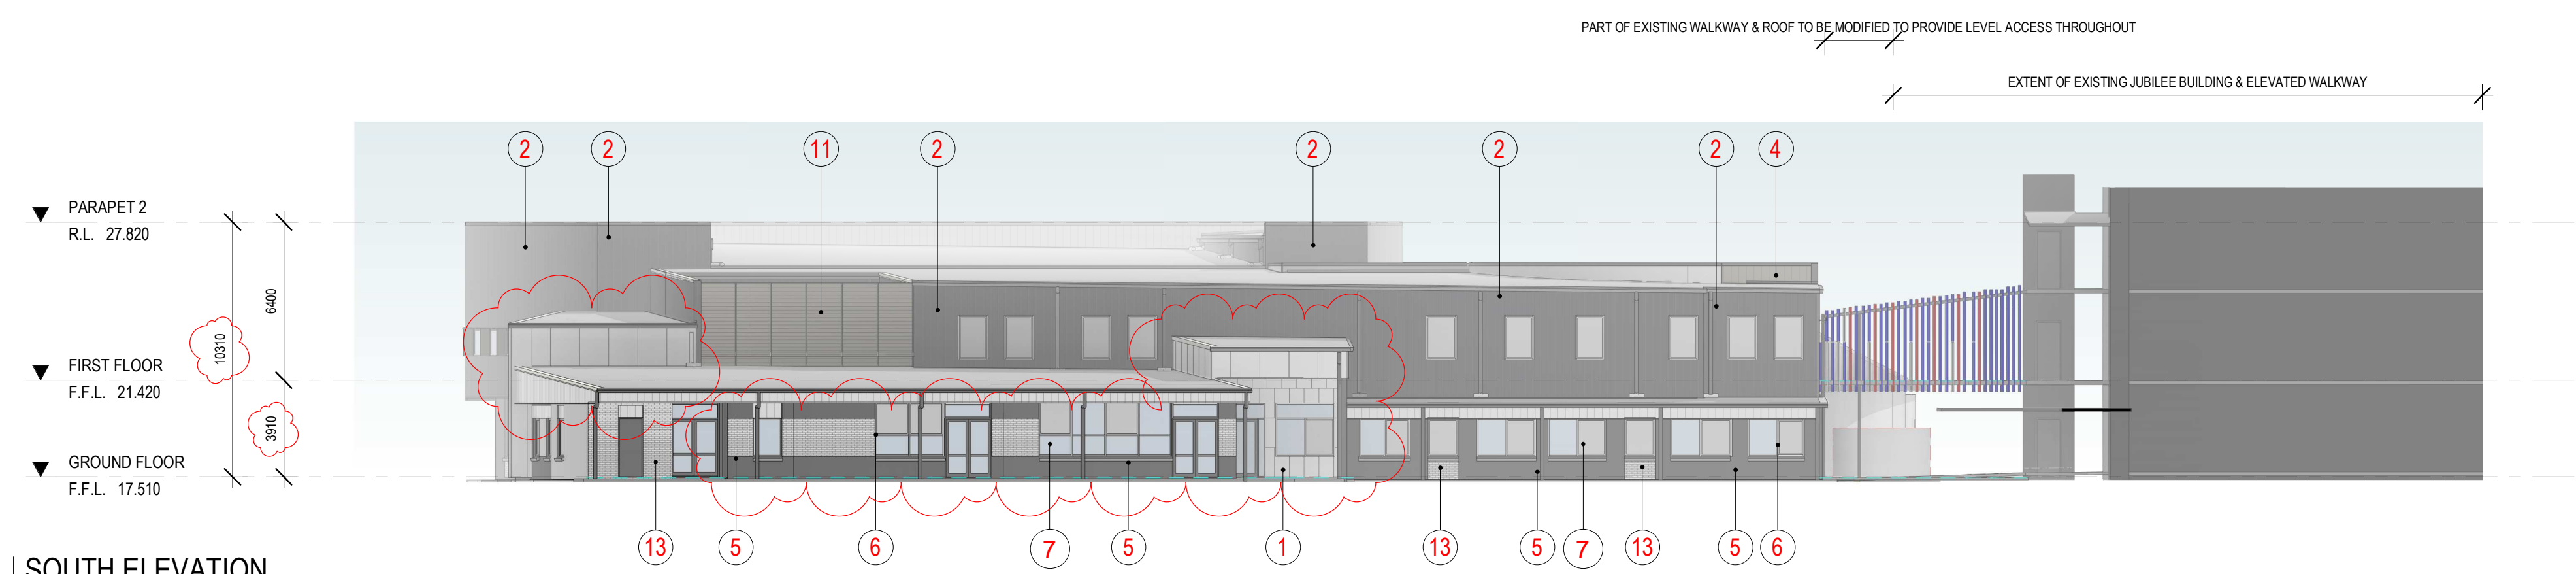 PART OF EXISTING WALKWAY & ROOF TO BE MODIFIED TO PROVIDE LEVEL ACCESS THROUGHOUT
EXTENT OF EXISTING JUBILEE BUILDING & ELEVATED WALKWAY
2 2 11 2 2 2 2 4
PARAPET 2
R.L. 27.820
6400
10310
FIRST FLOOR
F.F.L. 21.420
3910
GROUND FLOOR
F.F.L. 17.510
13 5 6 7 5 1 13 5 7 13 5 6
SOUTH ELEVATION